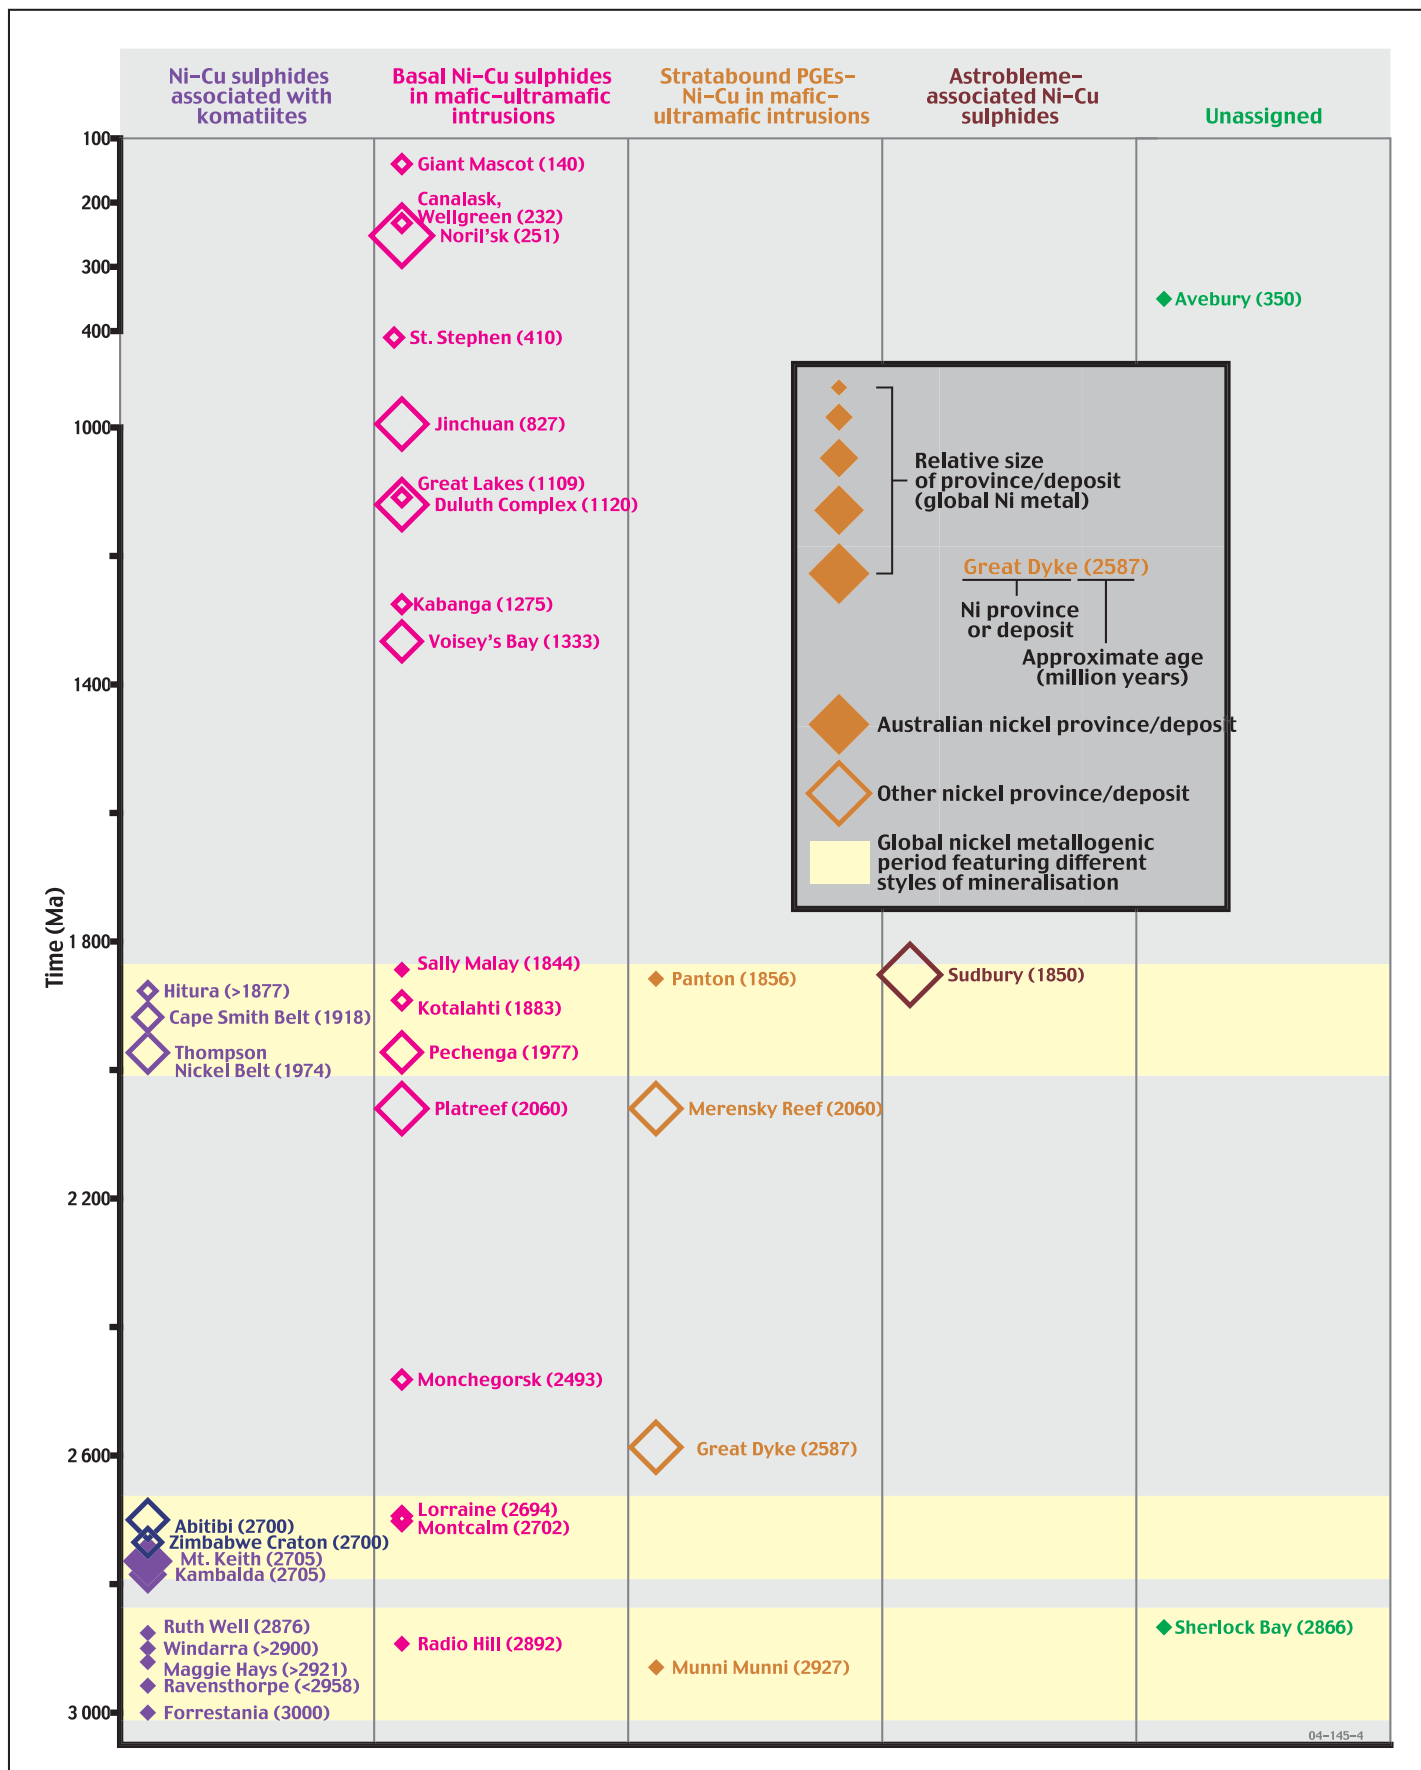 Ni–Cu sulphides
associated with
komatiites
Basal Ni–Cu sulphides
in mafic–ultramafic
intrusions
Stratabound PGEs–
Ni–Cu in mafic–
ultramafic intrusions
Astrobleme–
associated Ni–Cu
sulphides
Unassigned
Time (Ma)
100
200
300
400
1000
1400
1 800
2 200
2 600
3 000
Giant Mascot (140)
Canalask,
Wellgreen (232)
Noril'sk (251)
St. Stephen (410)
Jinchuan (827)
Great Lakes (1109)
Duluth Complex (1120)
Kabanga (1275)
Voisey's Bay (1333)
Avebury (350)
Relative size
of province/deposit
(global Ni metal)
Great Dyke (2587)
Ni province
or deposit
Approximate age
(million years)
Australian nickel province/deposit
Other nickel province/deposit
Global nickel metallogenic
period featuring different
styles of mineralisation
Hitura (>1877)
Cape Smith Belt (1918)
Thompson
Nickel Belt (1974)
Sally Malay (1844)
Kotalahti (1883)
Pechenga (1977)
Platreef (2060)
Panton (1856)
Merensky Reef (2060)
Sudbury (1850)
Monchegorsk (2493)
Great Dyke (2587)
Abitibi (2700)
Zimbabwe Craton (2700)
Mt. Keith (2705)
Kambalda (2705)
Lorraine (2694)
Montcalm (2702)
Ruth Well (2876)
Windarra (>2900)
Maggie Hays (>2921)
Ravensthorpe (<2958)
Forrestania (3000)
Radio Hill (2892)
Munni Munni (2927)
Sherlock Bay (2866)
04–145–4